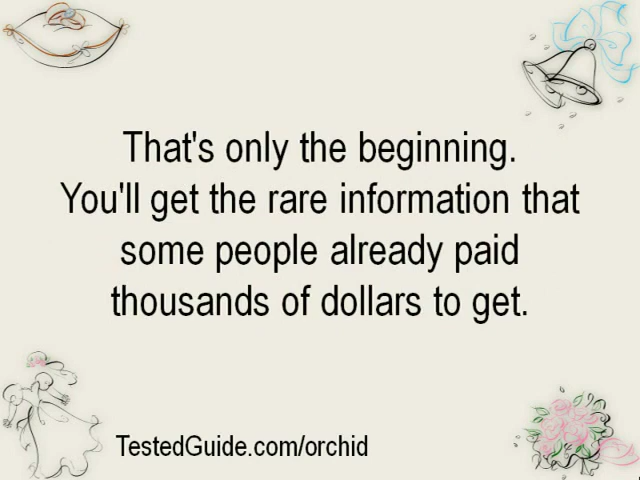 That's only the beginning.
You'll get the rare information that
some people already paid
thousands of dollars to get.
TestedGuide.com/orchid